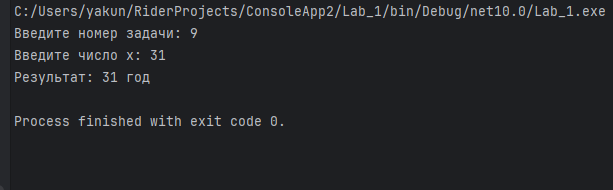 C:/Users/yakun/RiderProjects/ConsoleApp2/Lab_1/bin/Debug/net10.0/Lab_1.exe
Введите номер задачи: 9
Введите число x: 31
Результат: 31 год
Process finished with exit code 0.